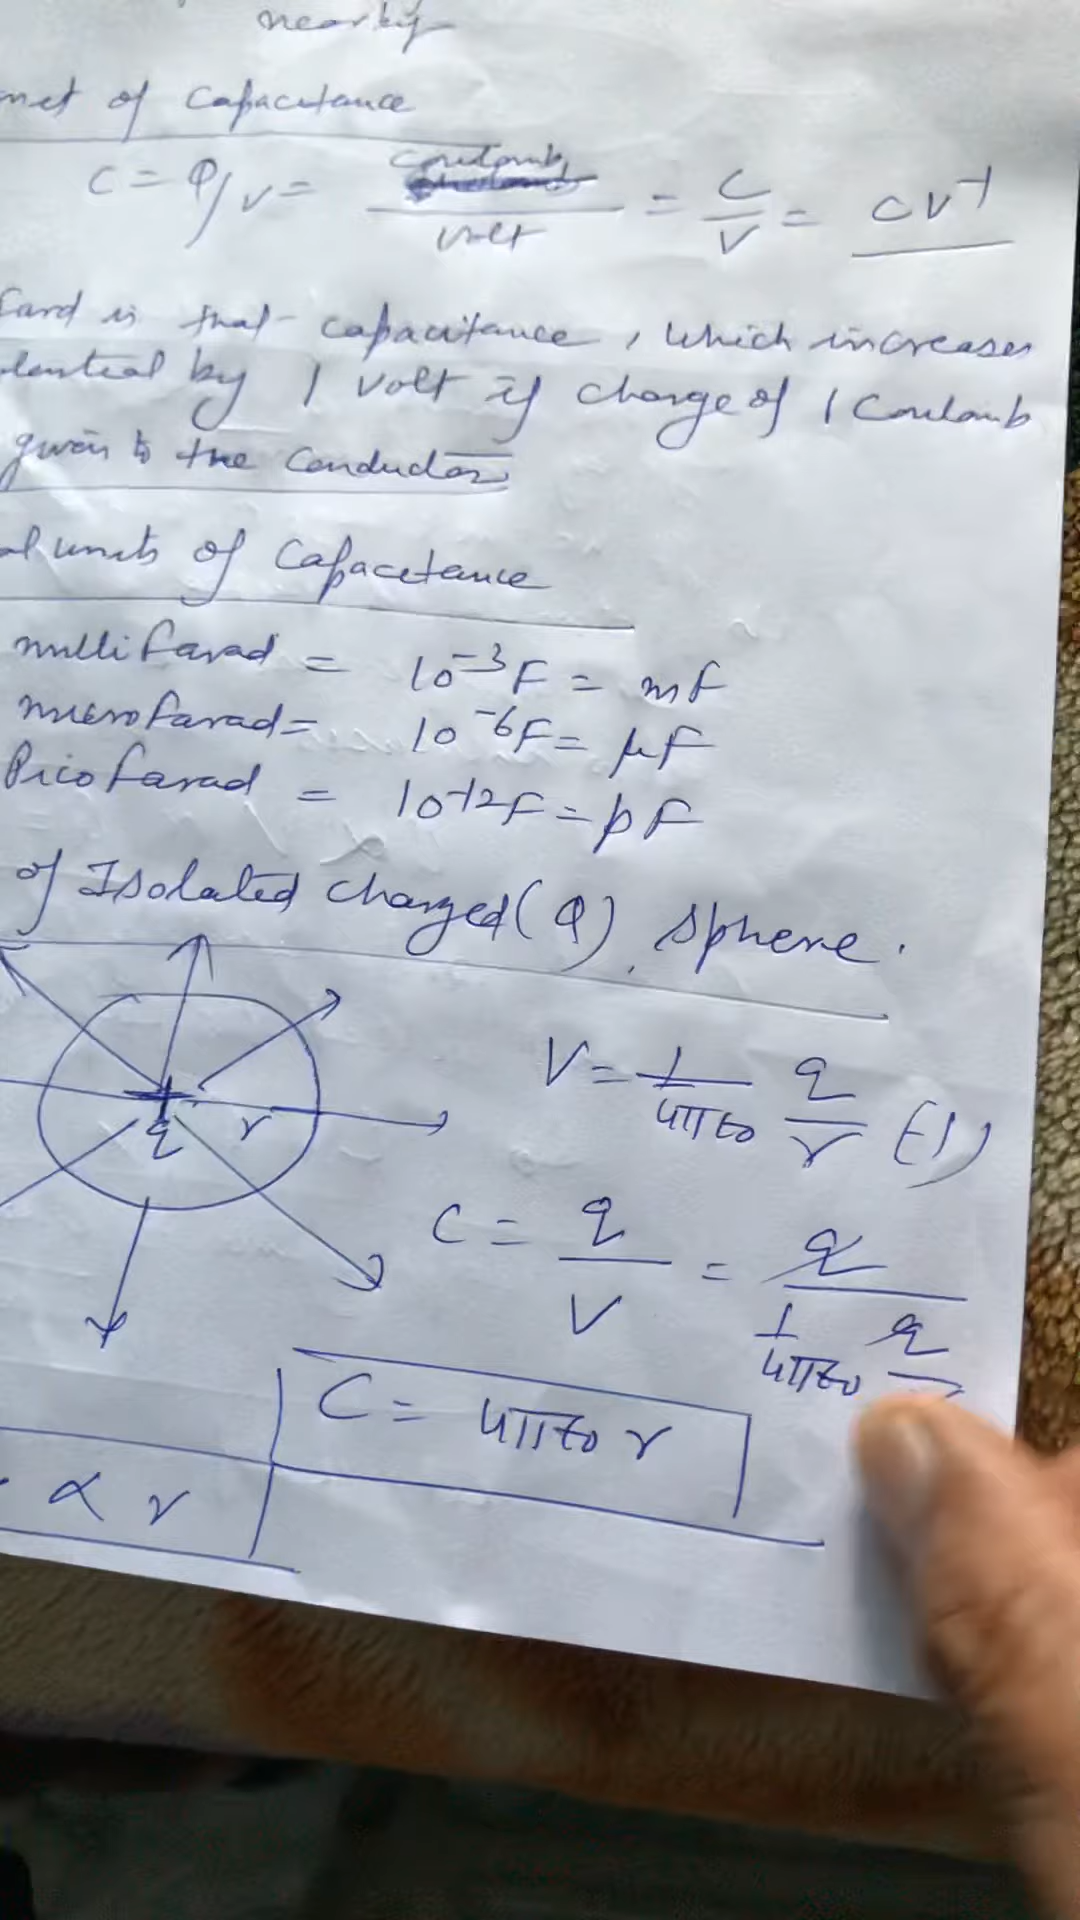 nearby
of Capacitance
C = Q/V = Coulomb/Volt = C/V = CV⁻¹
is that capacitance, which increases
by 1 Volt if charge of 1 Coulomb
given to the Conductor
units of Capacetance
millifarad = 10⁻³F = mF
microfarad = 10⁻⁶F = μF
Picofarad = 10⁻¹²F = pF
of Isolated charged (Q) sphere.
V = 1/4πε₀ q/r (1)
q r
C = q/V = q / (1/4πε₀ q/
C = 4πε₀ r
∝ r